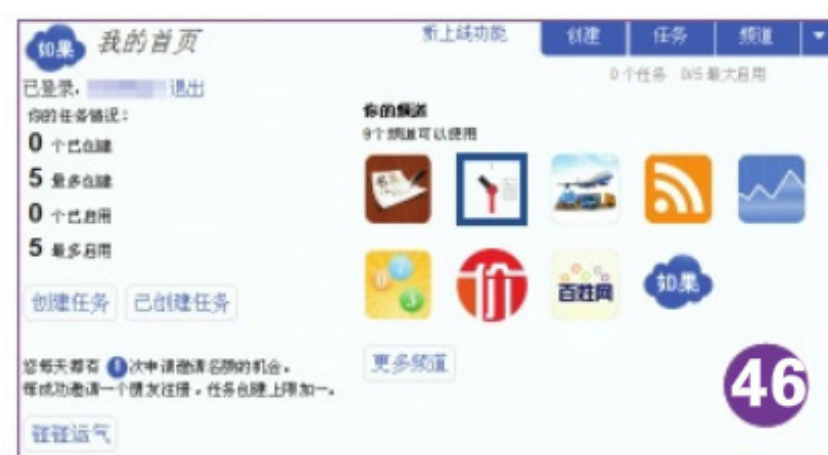 如果 我的首页
新上线功能 创建 任务 频道
0个任务 0/5最大启用
已登录, 退出
你的任务情况：
0 个已创建
5 最多创建
0 个已启用
5 最多启用
创建任务 已创建任务
您每天都有 次申请邀请名额的机会。
每成功邀请一个朋友注册，任务创建上限加一。
碰碰运气
你的频道
9个频道可以使用
百姓网
如果
更多频道
46